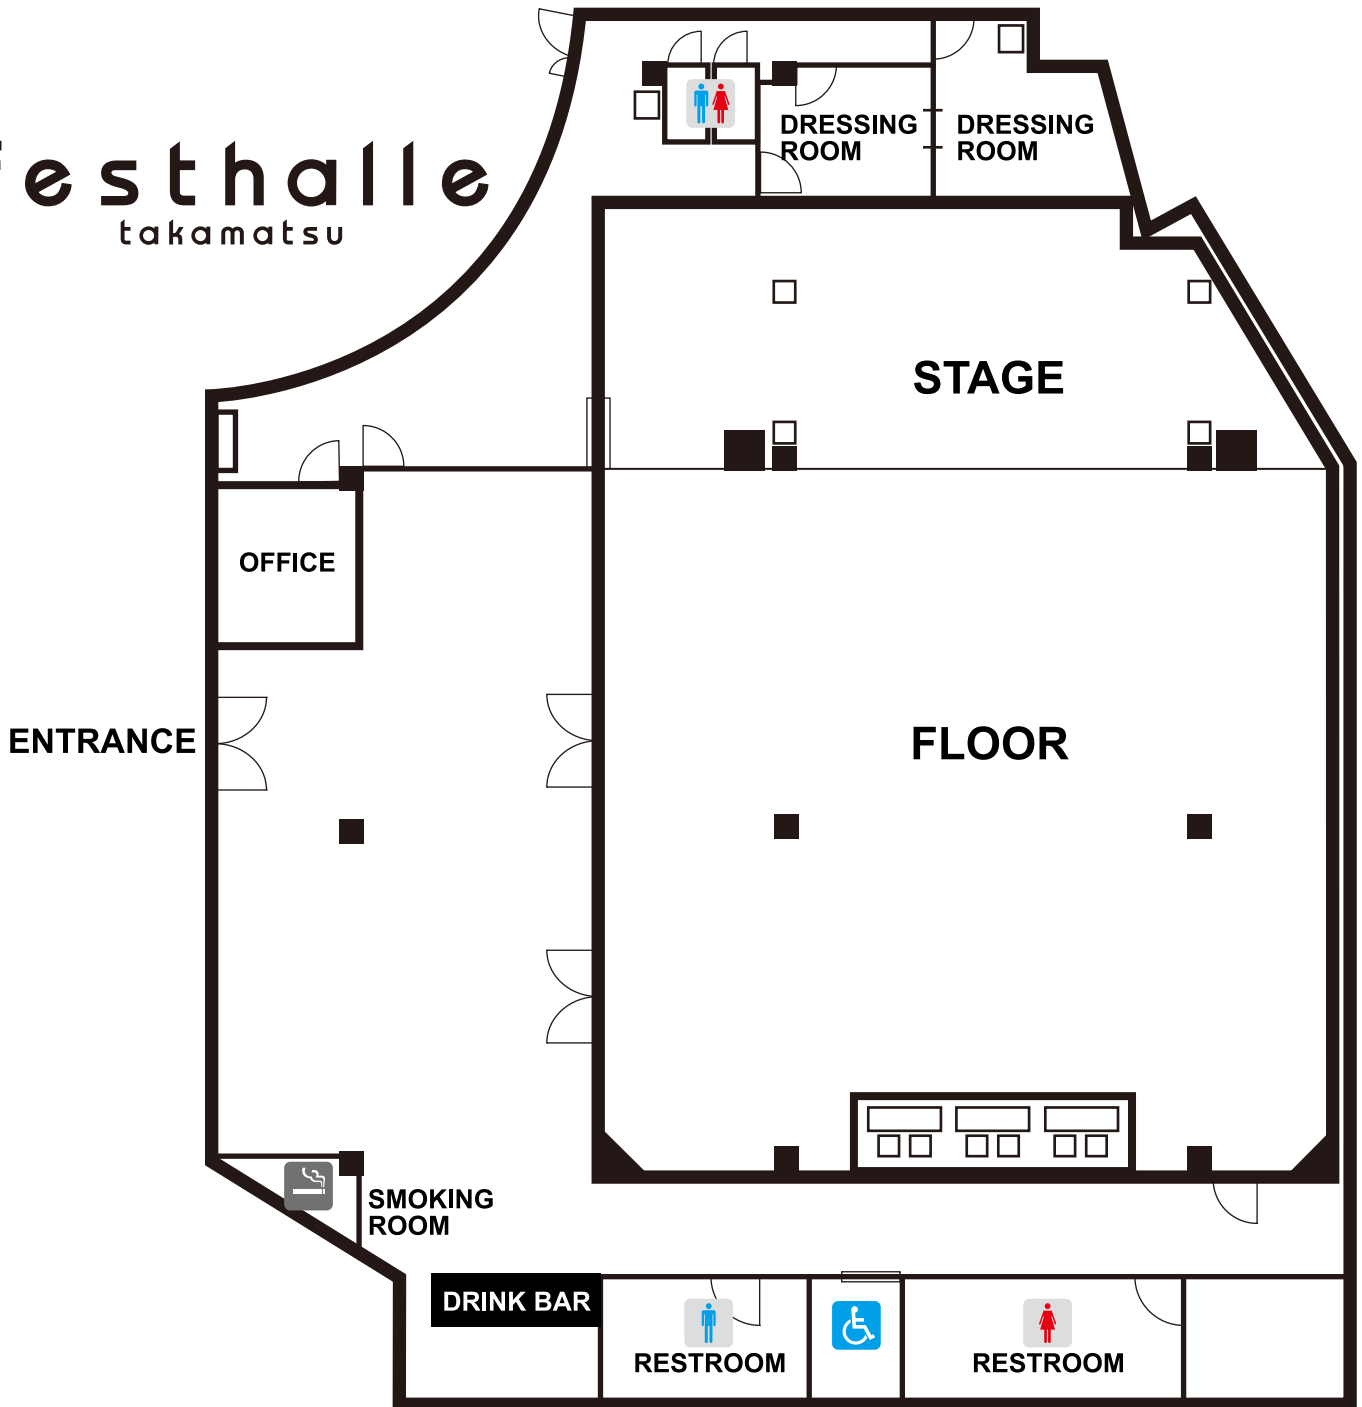 festhalle
takamatsu
DRESSING
ROOM
DRESSING
ROOM
STAGE
OFFICE
ENTRANCE
FLOOR
SMOKING
ROOM
DRINK BAR
RESTROOM
RESTROOM